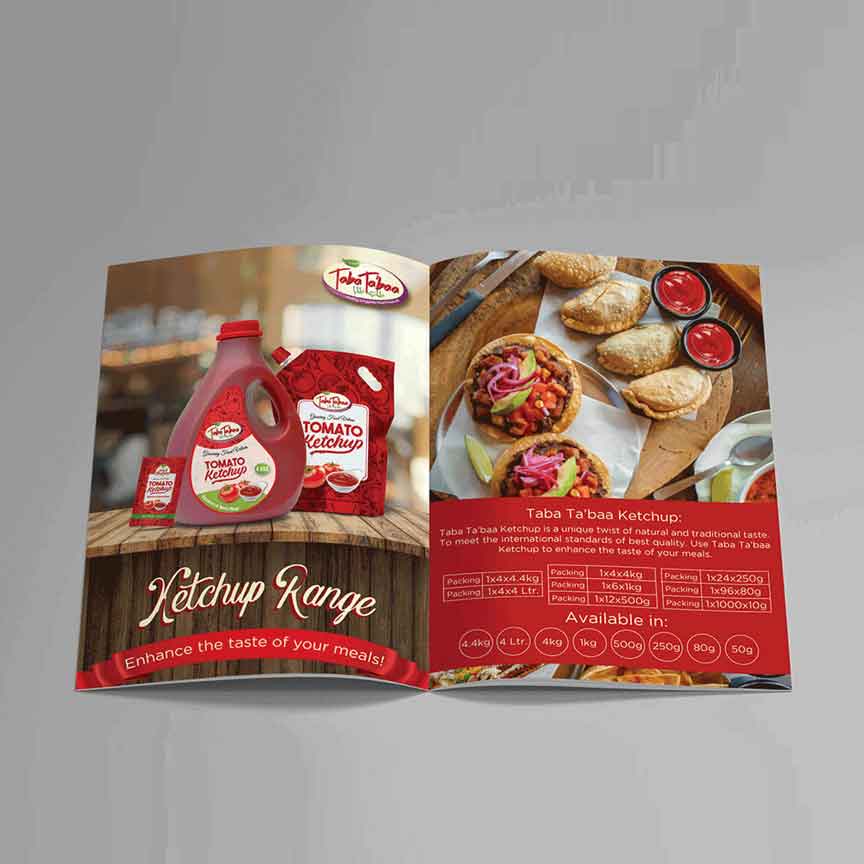 Taba Ta'baa
Taba Ta'baa
TOMATO
Ketchup
TOMATO
Ketchup
TOMATO
Ketchup
Ketchup Range
Enhance the taste of your meals!
Taba Ta'baa Ketchup:
Taba Ta'baa Ketchup is a unique twist of natural and traditional taste.
To meet the international standards of best quality. Use Taba Ta'baa
Ketchup to enhance the taste of your meals.
Packing 1x4x4.4kg
Packing 1x4x4 Ltr.
Packing 1x4x4kg
Packing 1x6x1kg
Packing 1x12x500g
Packing 1x24x250g
Packing 1x96x80g
Packing 1x1000x10g
Available in:
4.4kg 4 Ltr. 4kg 1kg 500g 250g 80g 50g